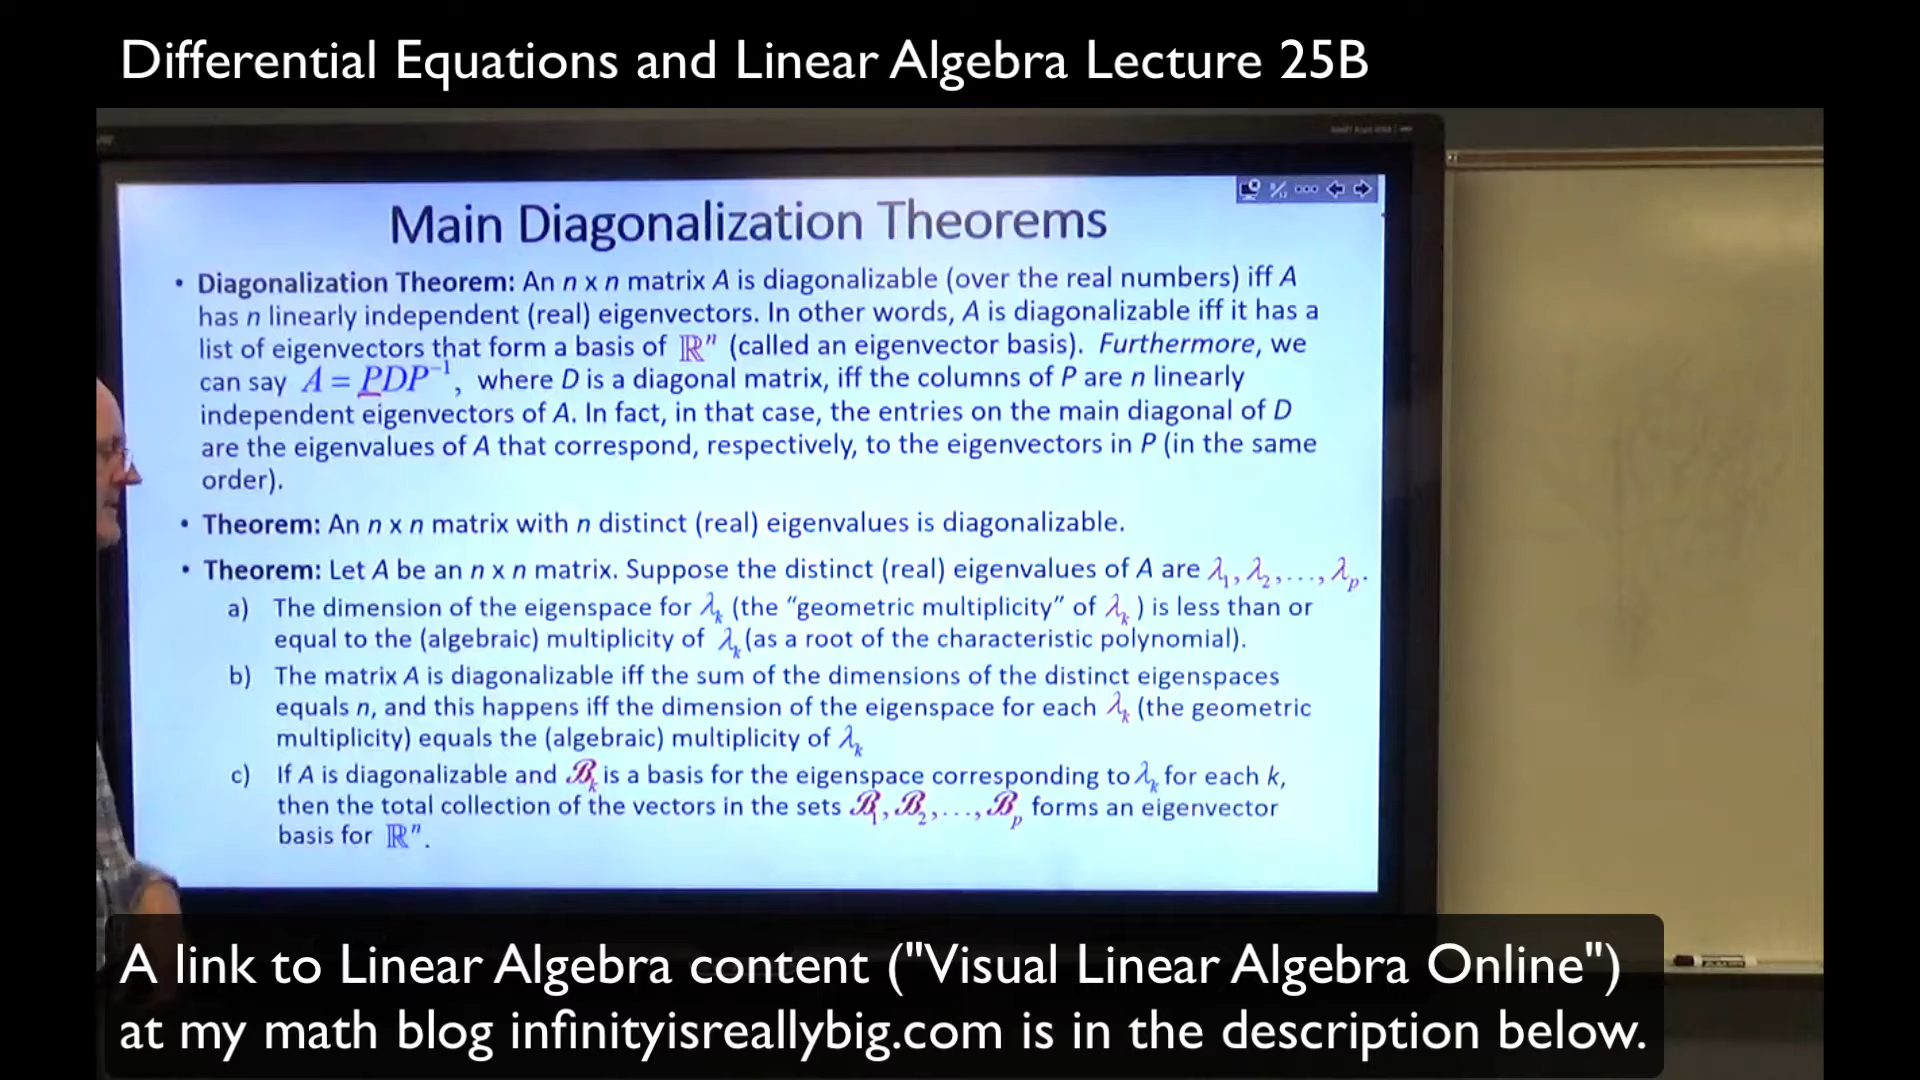 Differential Equations and Linear Algebra Lecture 25B
Main Diagonalization Theorems
• Diagonalization Theorem: An n x n matrix A is diagonalizable (over the real numbers) iff A
has n linearly independent (real) eigenvectors. In other words, A is diagonalizable iff it has a
list of eigenvectors that form a basis of ℝⁿ (called an eigenvector basis). Furthermore, we
can say A = PDP⁻¹, where D is a diagonal matrix, iff the columns of P are n linearly
independent eigenvectors of A. In fact, in that case, the entries on the main diagonal of D
are the eigenvalues of A that correspond, respectively, to the eigenvectors in P (in the same
order).
• Theorem: An n x n matrix with n distinct (real) eigenvalues is diagonalizable.
• Theorem: Let A be an n x n matrix. Suppose the distinct (real) eigenvalues of A are λ₁, λ₂, ..., λₚ.
a) The dimension of the eigenspace for λₖ (the “geometric multiplicity” of λₖ ) is less than or
equal to the (algebraic) multiplicity of λₖ (as a root of the characteristic polynomial).
b) The matrix A is diagonalizable iff the sum of the dimensions of the distinct eigenspaces
equals n, and this happens iff the dimension of the eigenspace for each λₖ (the geometric
multiplicity) equals the (algebraic) multiplicity of λₖ
c) If A is diagonalizable and ℬₖ is a basis for the eigenspace corresponding to λₖ for each k,
then the total collection of the vectors in the sets ℬ₁, ℬ₂, ..., ℬₚ forms an eigenvector
basis for ℝⁿ.
A link to Linear Algebra content ("Visual Linear Algebra Online")
at my math blog infinityisreallybig.com is in the description below.